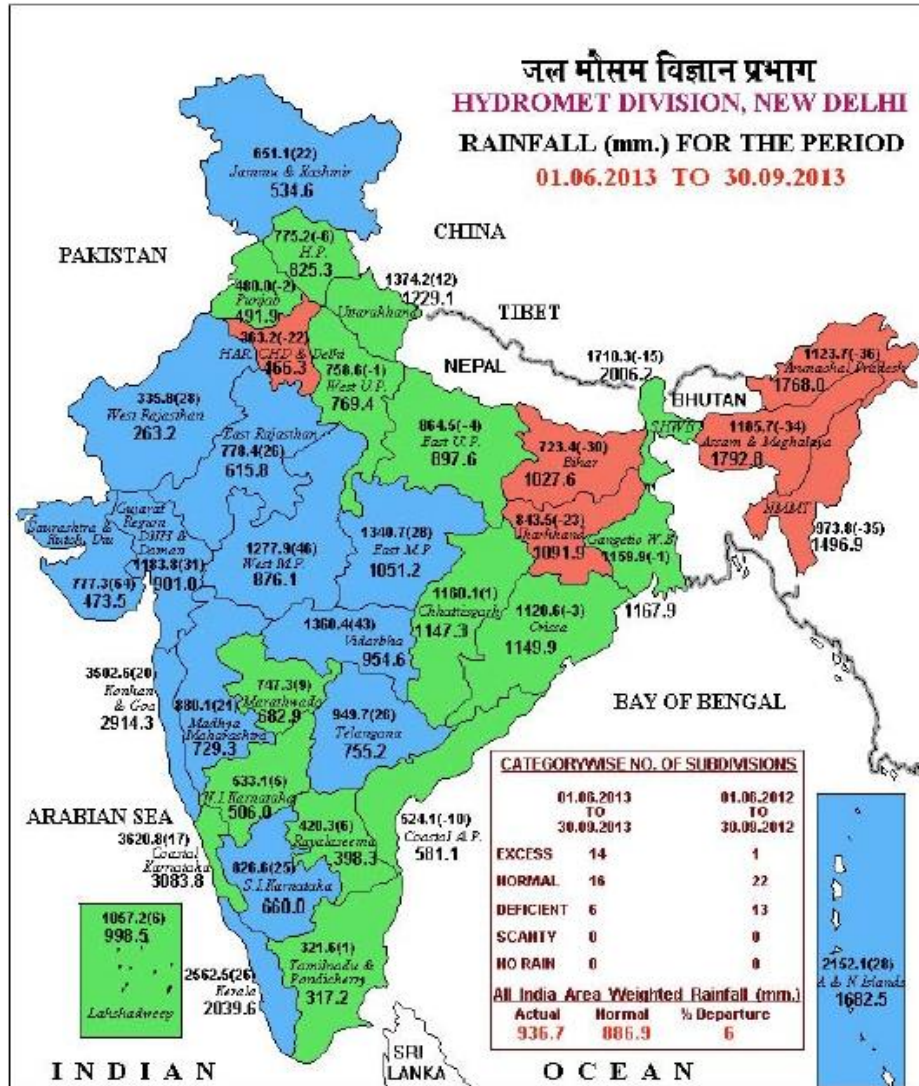 जल मौसम विज्ञान प्रभाग
HYDROMET DIVISION, NEW DELHI
RAINFALL (mm.) FOR THE PERIOD
01.06.2013 TO 30.09.2013
651.1(22)
Jammu & Kashmir
534.6
PAKISTAN
CHINA
775.2(-6)
H.P.
825.3
480.0(-2)
Punjab
491.9
1374.2(12)
Uttarakhand
1229.1
TIBET
363.2(-22)
HAR. CHD & Delhi
466.3
758.6(-1)
West U.P.
769.4
NEPAL
1710.3(-15)
2006.2
SHWB
BHUTAN
1123.7(-36)
Arunachal Pradesh
1768.0
335.8(28)
West Rajasthan
263.2
East Rajasthan
778.4(26)
615.8
864.5(-4)
East U.P.
897.6
723.4(-30)
Bihar
1027.6
1185.7(-34)
Assam & Meghalaya
1792.8
NMMT
973.8(-35)
1496.9
Saurashtra &
Kutch, Diu
777.3(64)
473.5
Gujarat
Region
DNH &
Daman
1183.8(31)
901.0
1277.9(46)
West M.P.
876.1
1340.7(28)
East M.P.
1051.2
843.5(-23)
Jharkhand
1091.9
Gangetic W.B
1159.9(-1)
1167.9
1160.1(1)
Chhattisgarh
1147.3
1120.6(-3)
Orissa
1149.9
1360.4(43)
Vidarbha
954.6
3502.6(20)
Konkan
& Goa
2914.3
880.1(21)
Madhya
Maharashtra
729.3
747.3(9)
Marathwada
682.9
949.7(26)
Telangana
755.2
BAY OF BENGAL
ARABIAN SEA
533.1(5)
N.I.Karnataka
506.0
3620.8(17)
Coastal
Karnataka
3083.8
420.3(6)
Rayalaseema
398.3
524.1(-10)
Coastal A.P.
581.1
826.6(25)
S.I.Karnataka
660.0
1057.2(6)
998.5
Lakshadweep
2562.5(26)
Kerala
2039.6
321.6(1)
Tamilnadu &
Pondicherry
317.2
CATEGORYWISE NO. OF SUBDIVISIONS
01.06.2013 01.06.2012
TO TO
30.09.2013 30.09.2012
EXCESS 14 1
NORMAL 16 22
DEFICIENT 6 13
SCANTY 0 0
NO RAIN 0 0
All India Area Weighted Rainfall (mm.)
Actual Normal % Departure
936.7 886.9 6
2152.1(28)
A & N Islands
1682.5
SRI
LANKA
INDIAN OCEAN